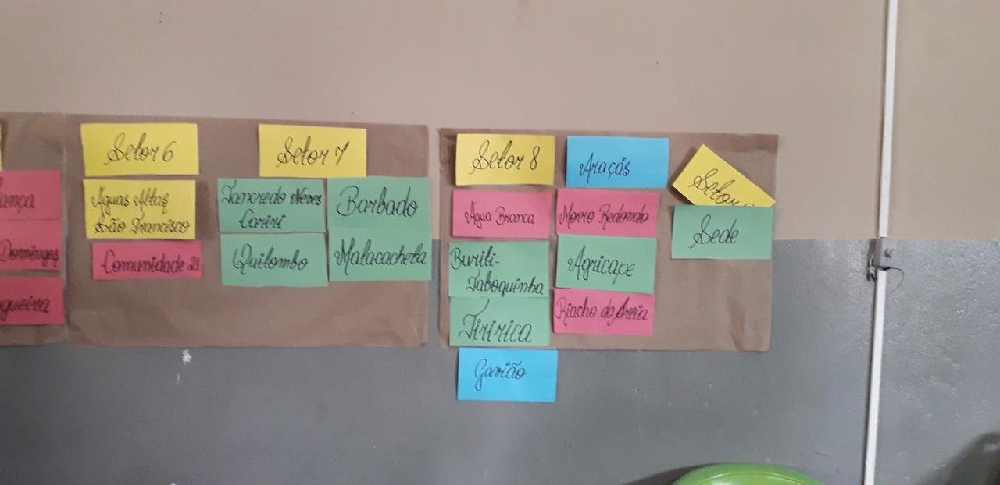 Domingos
Setor 6
Águas Altas
São Francisco
Comunidade 21
Setor 7
Tancredo Neves
Cariri
Quilombo
Barbado
Malacacheta
Setor 8
Água Branca
Buriti-
Taboquinha
Tiririca
Gavião
Araçás
Morro Redondo
Agricape
Riacho da Areia
Setor
Sede